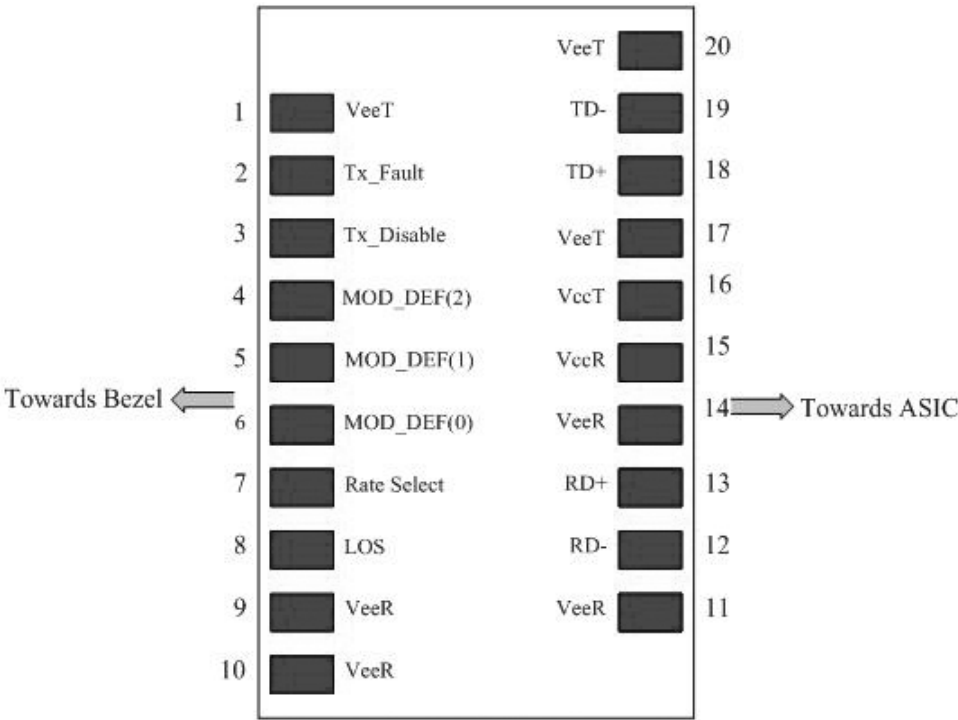 VeeT 20
1 VeeT TD- 19
2 Tx_Fault TD+ 18
3 Tx_Disable VeeT 17
4 MOD_DEF(2) VccT 16
5 MOD_DEF(1) VccR 15
Towards Bezel
6 MOD_DEF(0) VeeR 14
Towards ASIC
7 Rate Select RD+ 13
8 LOS RD- 12
9 VeeR VeeR 11
10 VeeR